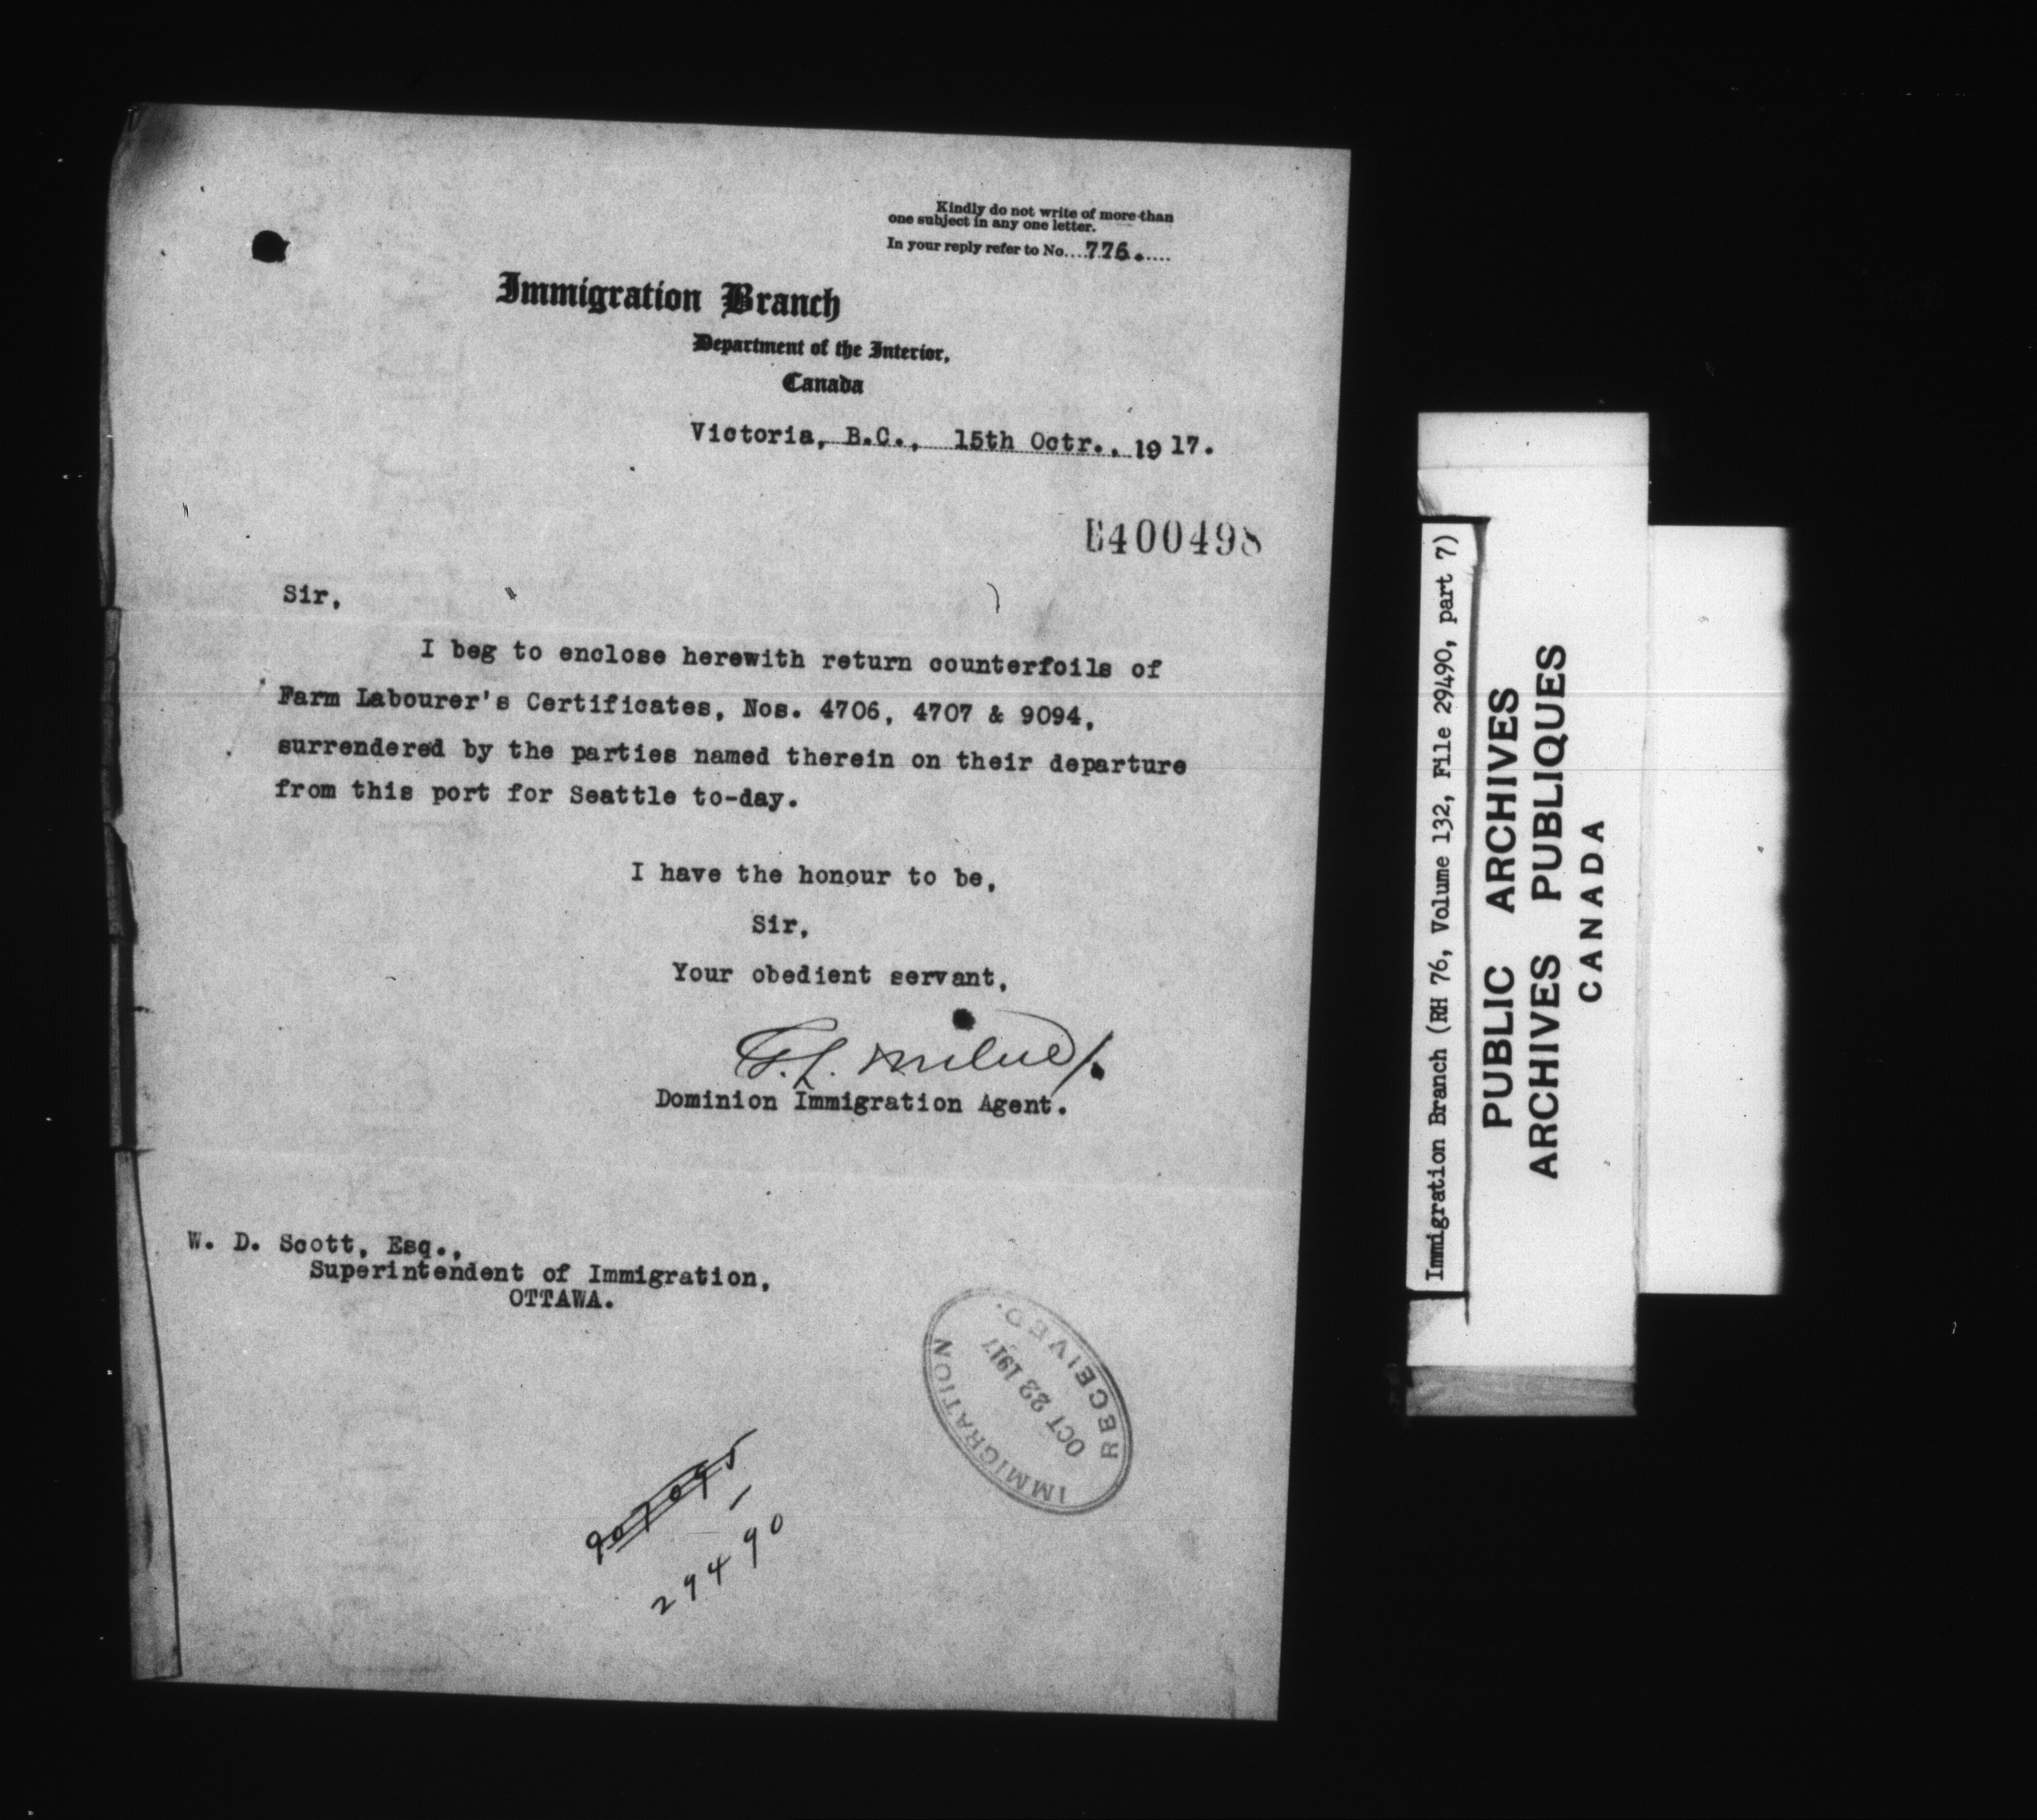 Kindly do not write of more than
one subject in any one letter.
In your reply refer to No....776.....
Immigration Branch
Department of the Interior,
Canada
Victoria, B.C., 15th Octr., 1917.
E400498
Sir,
I beg to enclose herewith return counterfoils of
Farm Labourer's Certificates, Nos. 4706, 4707 & 9094,
surrendered by the parties named therein on their departure
from this port for Seattle to-day.
I have the honour to be,
Sir,
Your obedient servant,
G.L. Milne
Dominion Immigration Agent.
W. D. Scott, Esq.,
Superintendent of Immigration,
OTTAWA.
IMMIGRATION
OCT 22 1917
RECEIVED.
907095
29490
Immigration Branch (RH 76, Volume 132, File 29490, part 7)
PUBLIC ARCHIVES
ARCHIVES PUBLIQUES
CANADA